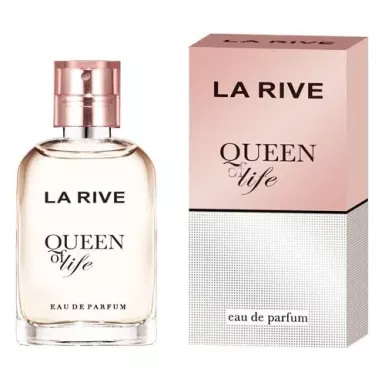 LA RIVE
QUEEN
of life
EAU DE PARFUM
LA RIVE
QUEEN
of life
eau de parfum